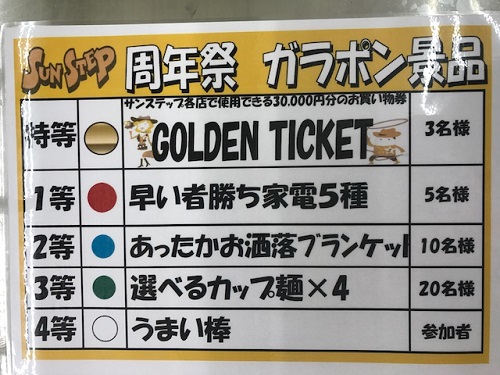 SUN STEP 周年祭 ガラポン景品
サンステップ各店で使用できる30,000円分のお買い物券
特等 GOLDEN TICKET 3名様
1等 早い者勝ち家電5種 5名様
2等 あったかお洒落ブランケット 10名様
3等 選べるカップ麺×4 20名様
4等 うまい棒 参加者